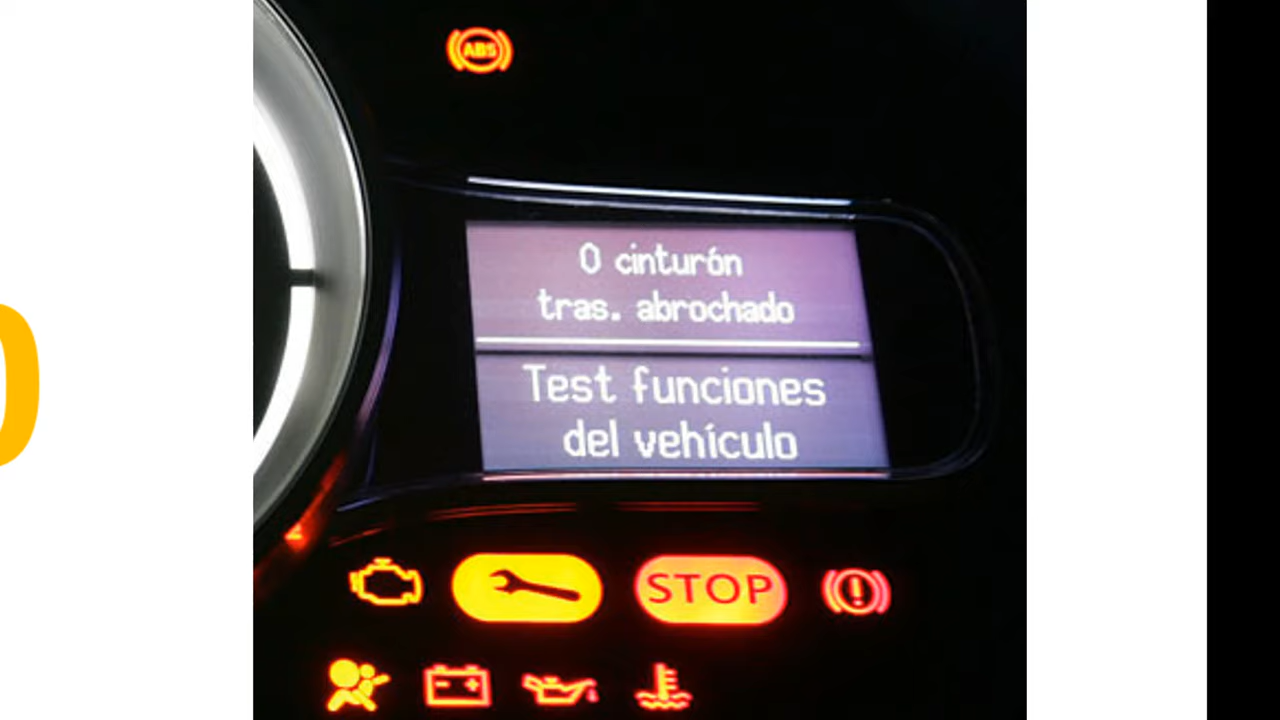 ABS
0 cinturón
tras. abrochado
Test funciones
del vehículo
STOP